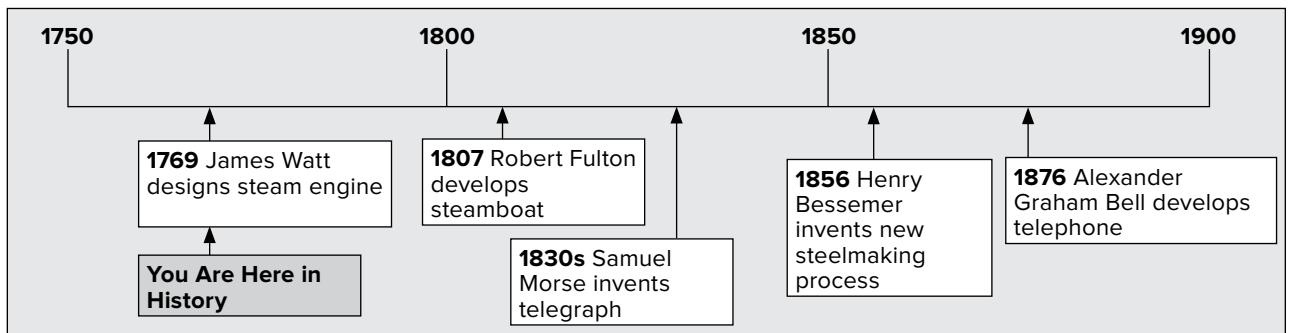 1750 1800 1850 1900
1769 James Watt
designs steam engine
You Are Here in
History
1807 Robert Fulton
develops
steamboat
1830s Samuel
Morse invents
telegraph
1856 Henry
Bessemer
invents new
steelmaking
process
1876 Alexander
Graham Bell develops
telephone